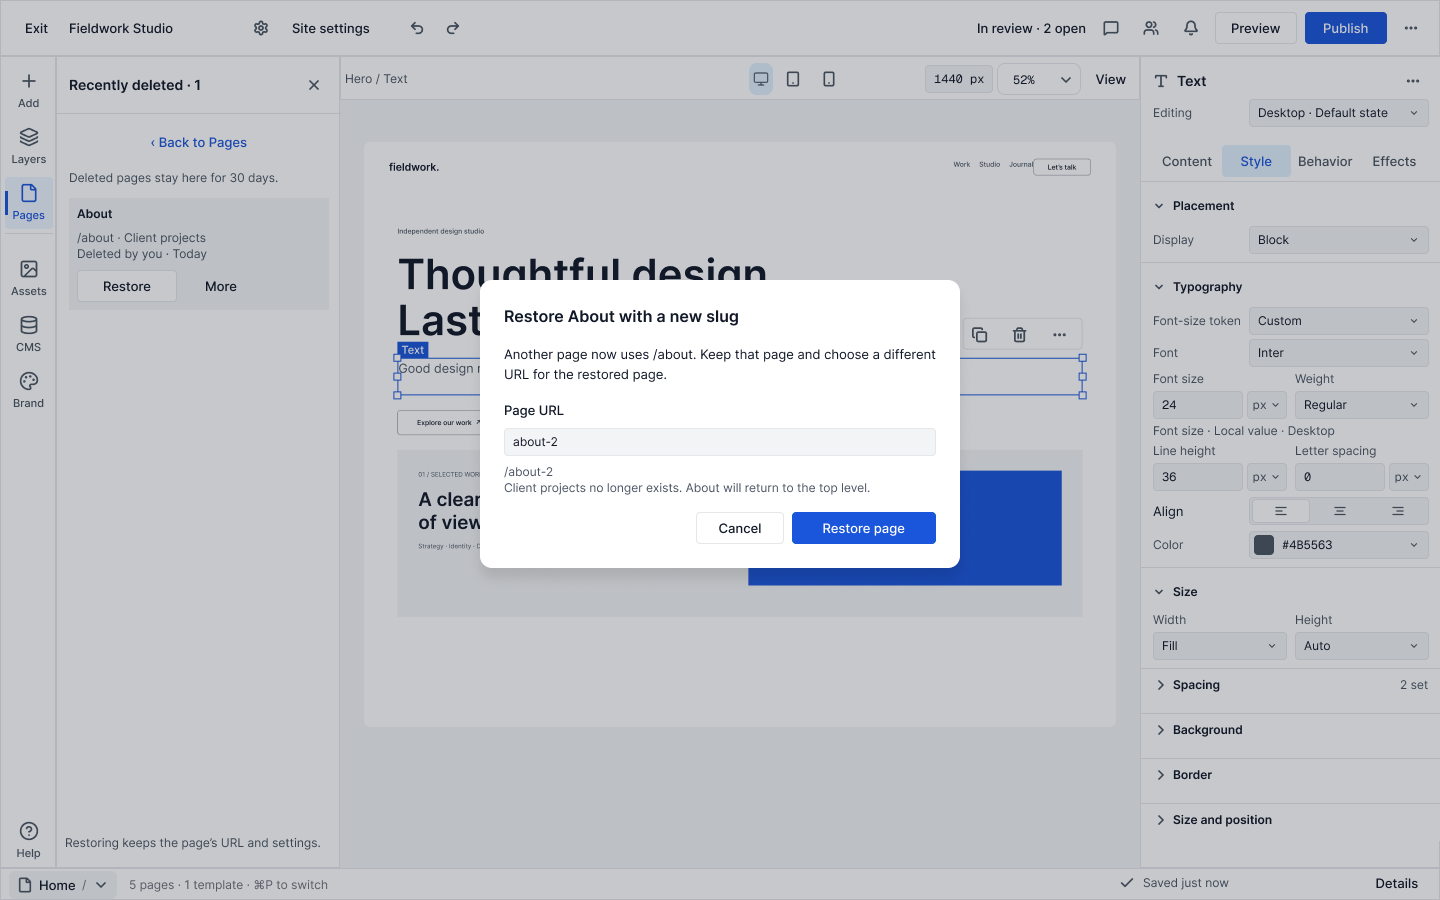 Exit
Fieldwork Studio
Site settings
In review · 2 open
Preview
Publish
Add
Layers
Pages
Assets
CMS
Brand
Help
Recently deleted · 1
‹ Back to Pages
Deleted pages stay here for 30 days.
About
/about · Client projects
Deleted by you · Today
Restore
More
Restoring keeps the page’s URL and settings.
Hero / Text
1440 px
52%
View
fieldwork.
Work
Studio
Journal
Let's talk
Independent design studio
Thoughtful design
Last
Text
Good design
Explore our work
01 / SELECTED WORK
A clear
of view
Strategy · Identity ·
Restore About with a new slug
Another page now uses /about. Keep that page and choose a different
URL for the restored page.
Page URL
about-2
/about-2
Client projects no longer exists. About will return to the top level.
Cancel
Restore page
Text
Editing
Desktop · Default state
Content
Style
Behavior
Effects
Placement
Display
Block
Typography
Font-size token
Custom
Font
Inter
Font size
Weight
24
px
Regular
Font size · Local value · Desktop
Line height
Letter spacing
36
px
0
px
Align
Color
#4B5563
Size
Width
Height
Fill
Auto
Spacing
2 set
Background
Border
Size and position
Home /
5 pages · 1 template · ⌘P to switch
Saved just now
Details